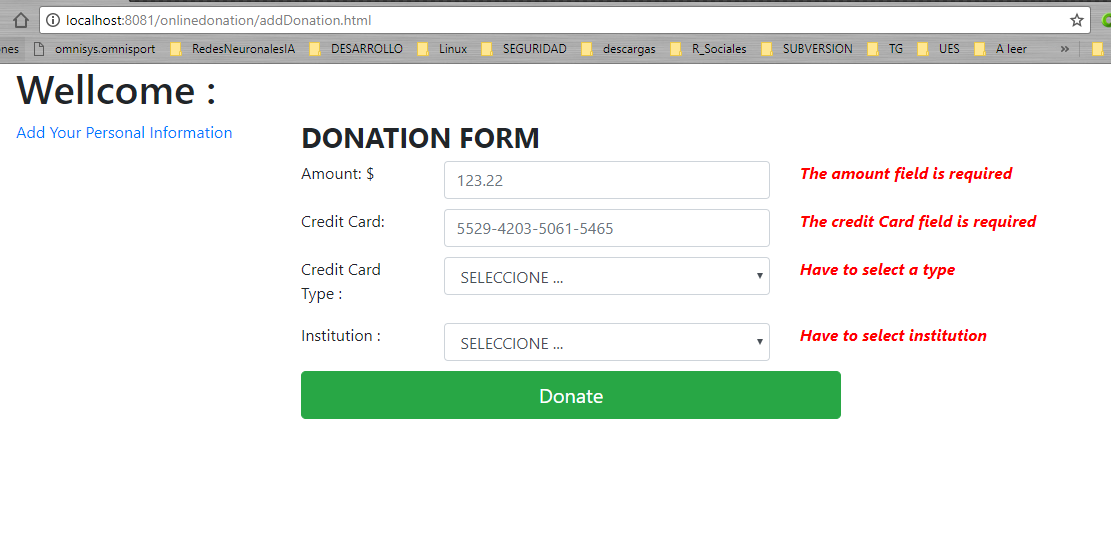 localhost:8081/onlinedonation/addDonation.html
nes omnisys.omnisport RedesNeuronalesIA DESARROLLO Linux SEGURIDAD descargas R_Sociales SUBVERSION TG UES A leer »
Wellcome :
Add Your Personal Information
DONATION FORM
Amount: $ 123.22 The amount field is required
Credit Card: 5529-4203-5061-5465 The credit Card field is required
Credit Card SELECCIONE ... Have to select a type
Type :
Institution : SELECCIONE ... Have to select institution
Donate